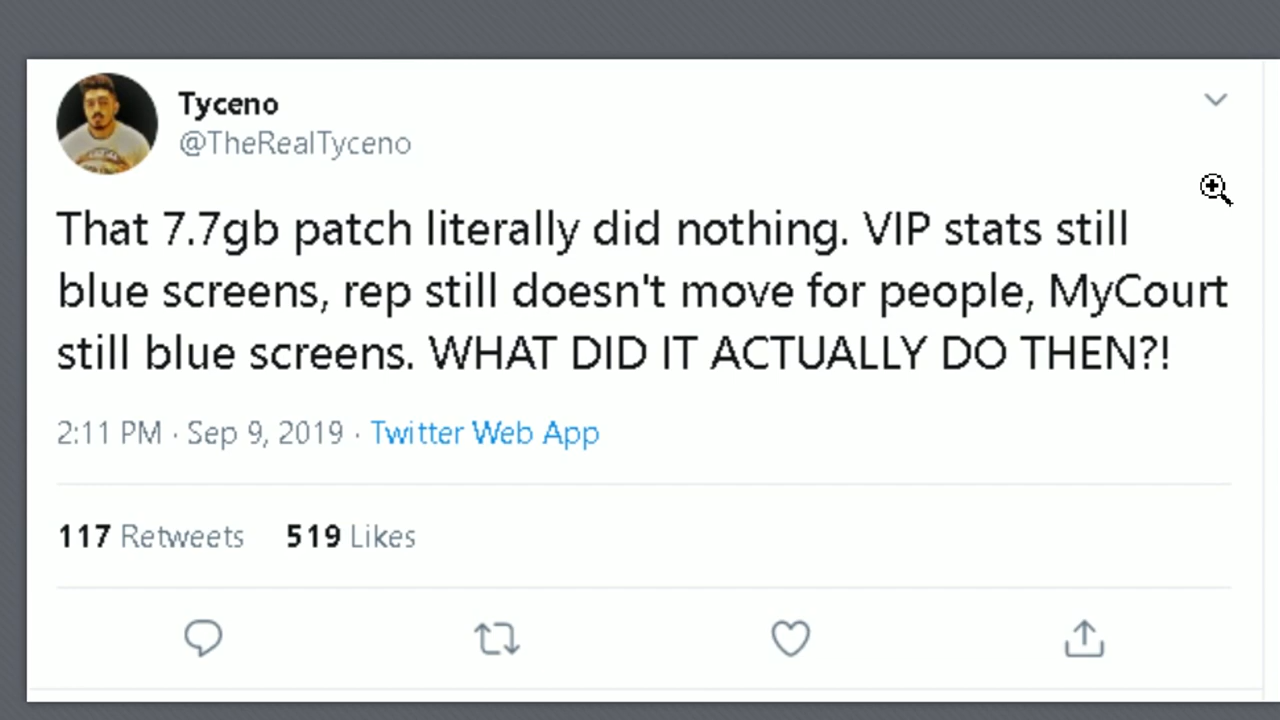 Tyceno
@TheRealTyceno
That 7.7gb patch literally did nothing. VIP stats still
blue screens, rep still doesn't move for people, MyCourt
still blue screens. WHAT DID IT ACTUALLY DO THEN?!
2:11 PM · Sep 9, 2019 · Twitter Web App
117 Retweets 519 Likes